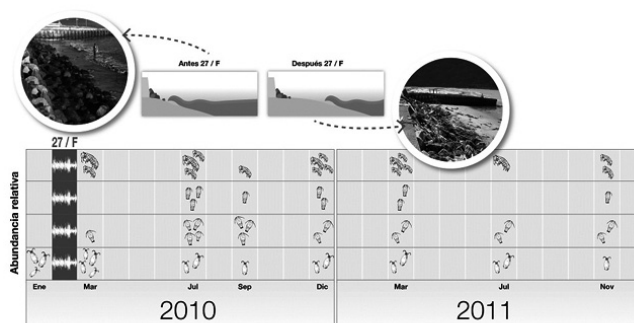 Antes 27 / F
Después 27 / F
27 / F
Abundancia relativa
Ene
Mar
Jul
Sep
Dic
Mar
Jul
Nov
2010
2011